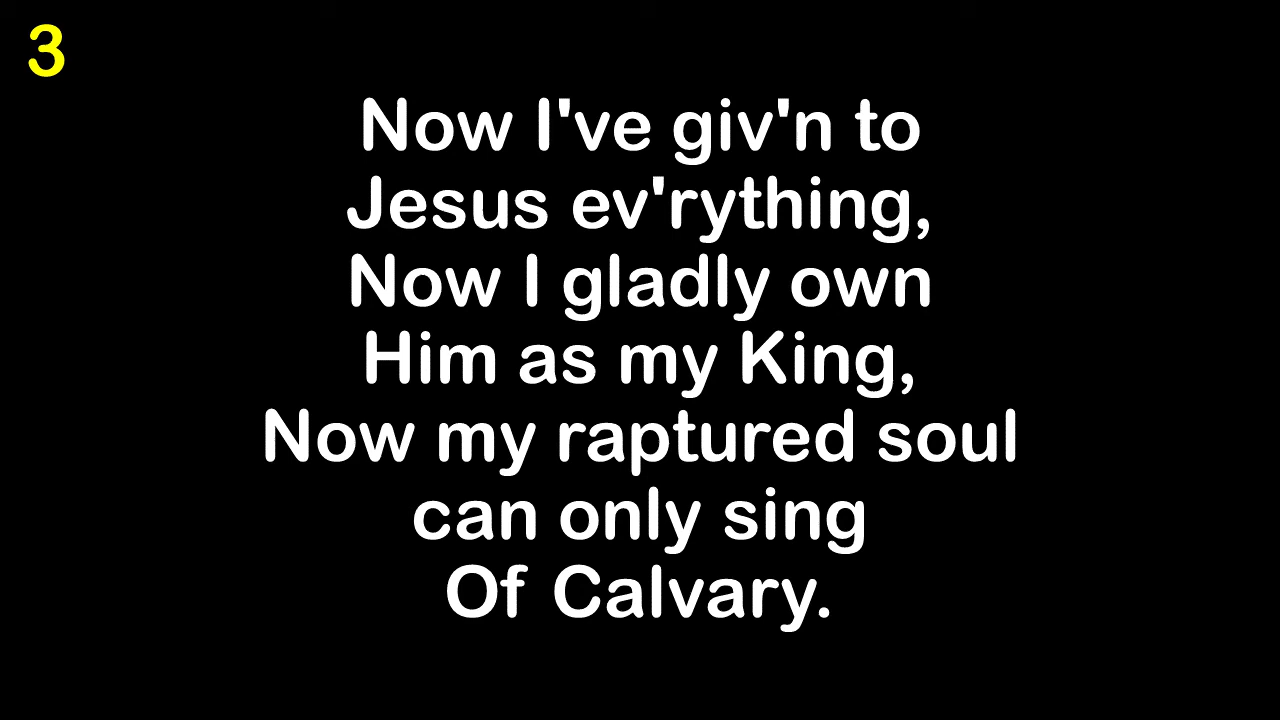 3
Now I've giv'n to
Jesus ev'rything,
Now I gladly own
Him as my King,
Now my raptured soul
can only sing
Of Calvary.